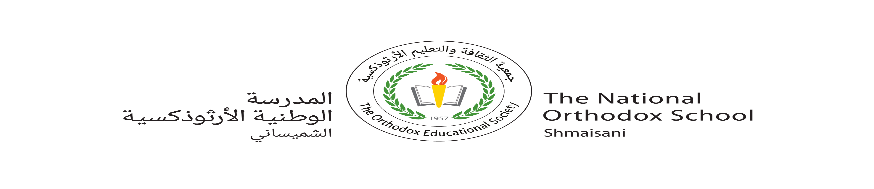 المدرسة
الوطنية الأرثوذكسية
الشميساني
جمعية الثقافة والتعليم الأرثوذكسية
The Orthodox Educational Society
The National
Orthodox School
Shmaisani